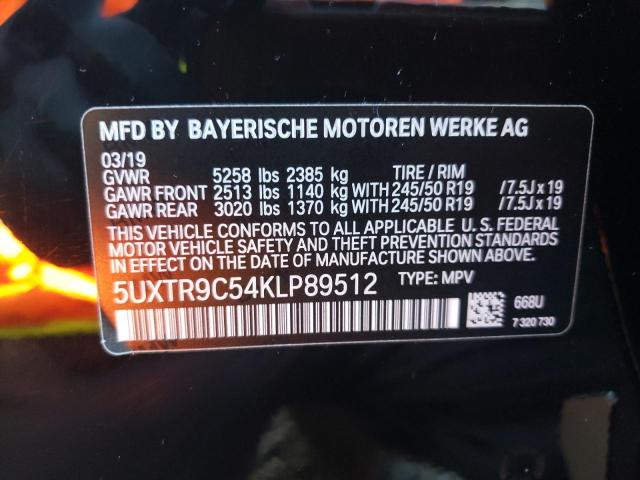 MFD BY BAYERISCHE MOTOREN WERKE AG
03/19
GVWR 5258 lbs 2385 kg TIRE / RIM
GAWR FRONT 2513 lbs 1140 kg WITH 245/50 R19 /7.5J x 19
GAWR REAR 3020 lbs 1370 kg WITH 245/50 R19 /7.5J x 19
THIS VEHICLE CONFORMS TO ALL APPLICABLE U. S. FEDERAL
MOTOR VEHICLE SAFETY AND THEFT PREVENTION STANDARDS
IN EFFECT ON THE DATE OF MANUFACTURE SHOWN ABOVE.
5UXTR9C54KLP89512 TYPE: MPV
668U
7 320 730